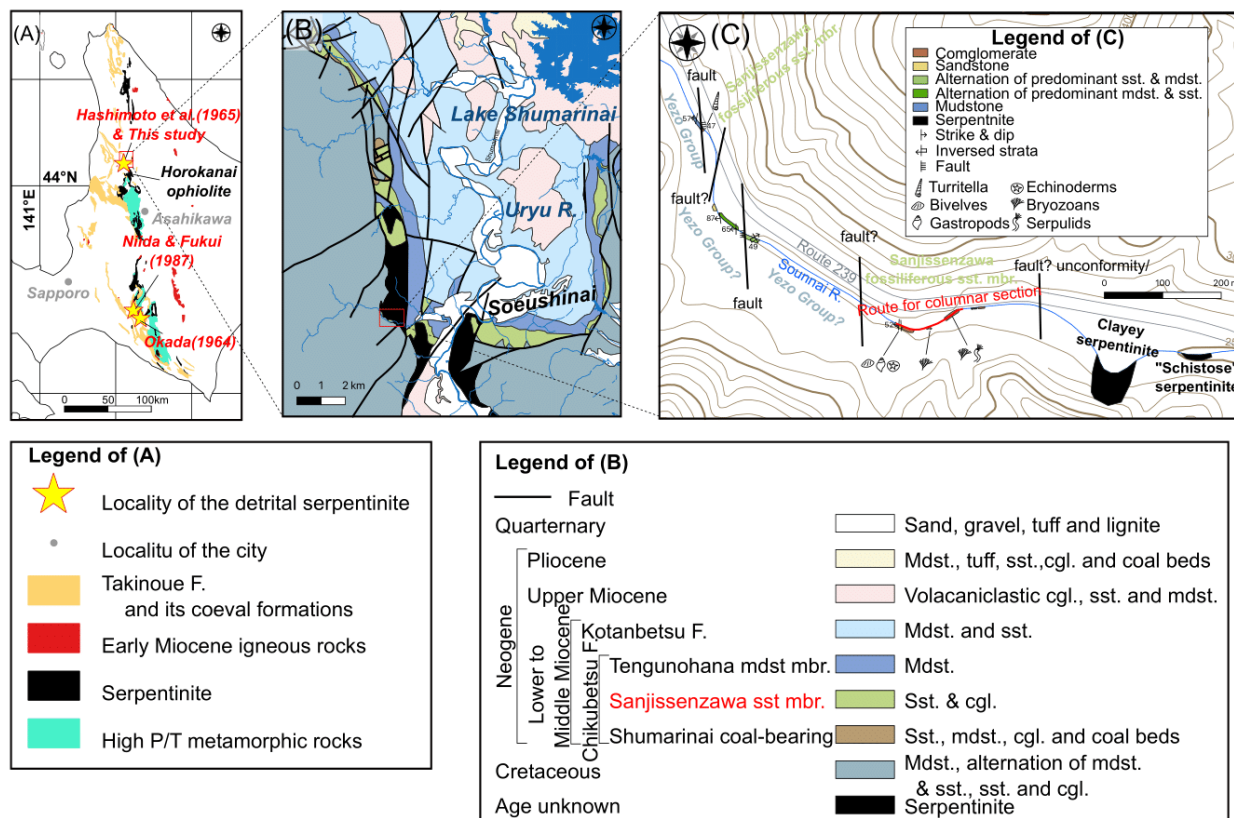 (A)
Hashimoto et al.(1965)
& This study
44°N
Horokanai
ophiolite
141°E
Asahikawa
Niida & Fukui
(1987)
Sapporo
Okada(1964)
0 50 100km
(B)
Lake Shumarinai
Uryu R.
Soeushinai
0 1 2 km
(C)
fault
Sanjissenzawa
fossiliferous sst. mbr.
57
47
Yezo Group
fault?
87
65
49
Yezo Group?
fault
Route 239
Sounnai R.
Yezo Group?
fault?
Sanjissenzawa
fossiliferous sst. mbr.
fault? unconformity/
Route for columnar section
52
0 100 200 m
Clayey
serpentinite
"Schistose"
serpentinite
Legend of (C)
Comglomerate
Sandstone
Alternation of predominant sst. & mdst.
Alternation of predominant mdst. & sst.
Mudstone
Serpentnite
Strike & dip
Inversed strata
Fault
Turritella
Echinoderms
Bivelves
Bryozoans
Gastropods
Serpulids
Legend of (A)
Locality of the detrital serpentinite
Localitu of the city
Takinoue F.
and its coeval formations
Early Miocene igneous rocks
Serpentinite
High P/T metamorphic rocks
Legend of (B)
Fault
Quarternary
Sand, gravel, tuff and lignite
Neogene
Pliocene
Mdst., tuff, sst.,cgl. and coal beds
Upper Miocene
Volacaniclastic cgl., sst. and mdst.
Lower to
Middle Miocene
Kotanbetsu F.
Mdst. and sst.
Chikubetsu F.
Tengunohana mdst mbr.
Mdst.
Sanjissenzawa sst mbr.
Sst. & cgl.
Shumarinai coal-bearing
Sst., mdst., cgl. and coal beds
Cretaceous
Mdst., alternation of mdst.
& sst., sst. and cgl.
Age unknown
Serpentinite